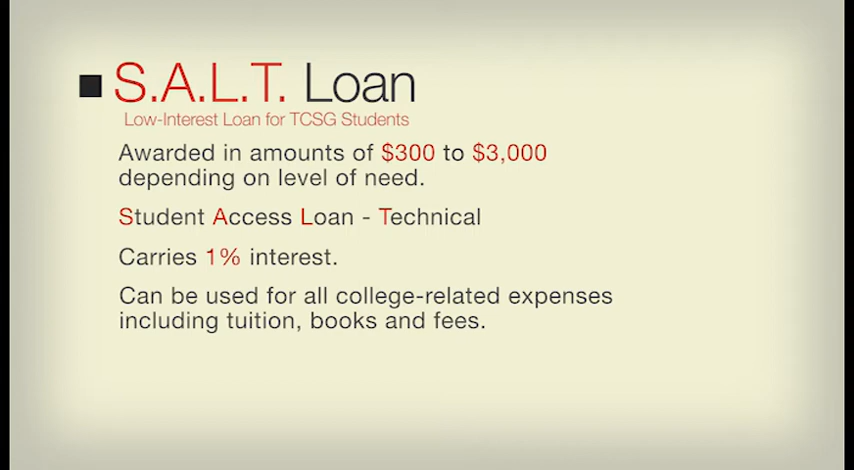 S.A.L.T. Loan
Low-Interest Loan for TCSG Students
Awarded in amounts of $300 to $3,000
depending on level of need.
Student Access Loan - Technical
Carries 1% interest.
Can be used for all college-related expenses
including tuition, books and fees.